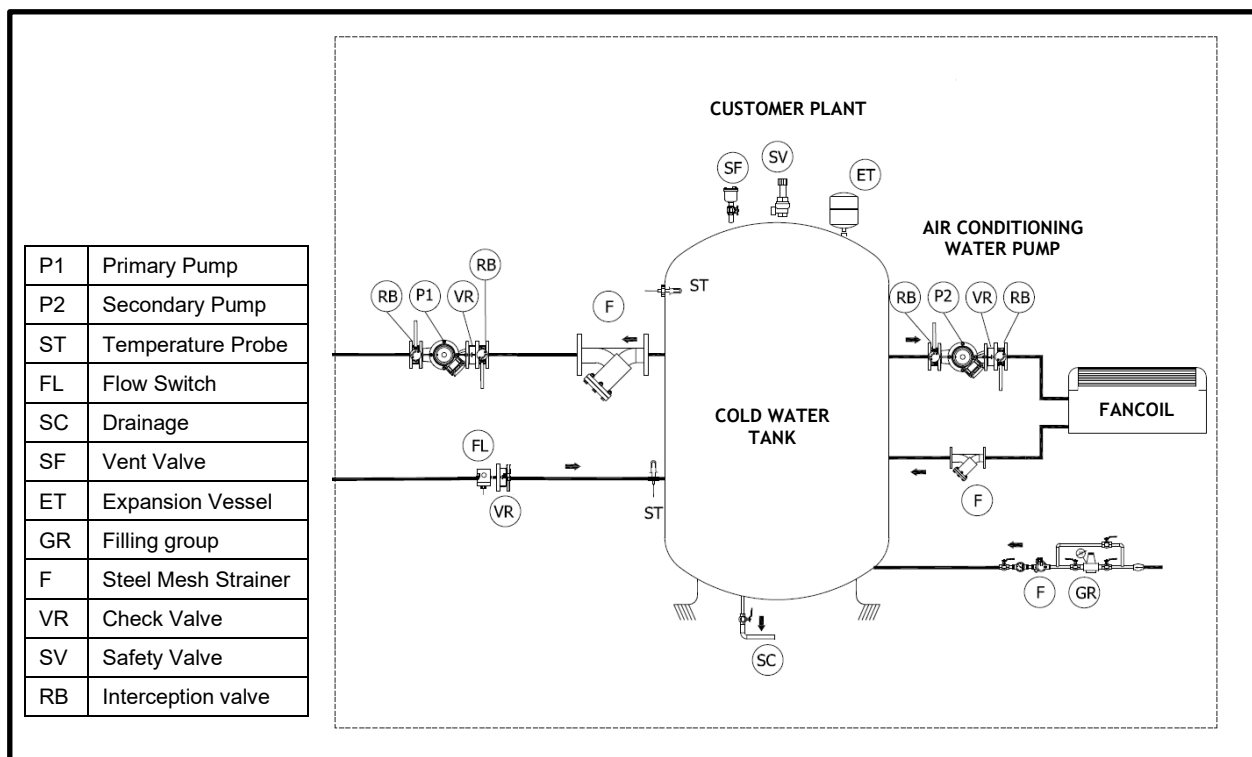 CUSTOMER PLANT
SF
SV
ET
AIR CONDITIONING
WATER PUMP
P1 Primary Pump
P2 Secondary Pump
ST Temperature Probe
FL Flow Switch
SC Drainage
SF Vent Valve
ET Expansion Vessel
GR Filling group
F Steel Mesh Strainer
VR Check Valve
SV Safety Valve
RB Interception valve
RB
P1
VR
RB
F
ST
RB
P2
VR
RB
COLD WATER
TANK
FANCOIL
FL
VR
ST
F
F
GR
SC